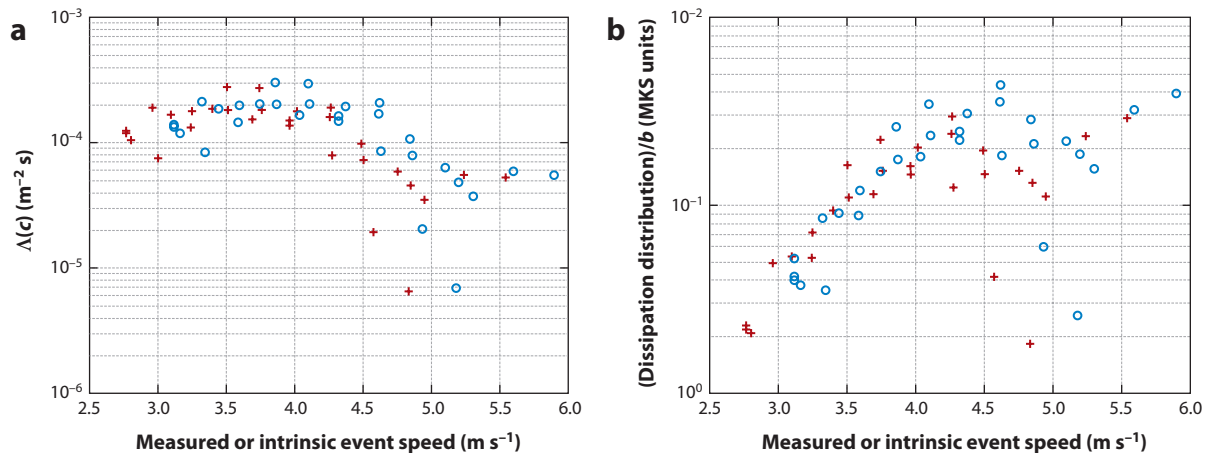 a
10⁻³
10⁻⁴
10⁻⁵
10⁻⁶
Λ(c) (m⁻² s)
2.5 3.0 3.5 4.0 4.5 5.0 5.5 6.0
Measured or intrinsic event speed (m s⁻¹)
b
10⁻²
10⁻¹
10⁰
(Dissipation distribution)/b (MKS units)
2.5 3.0 3.5 4.0 4.5 5.0 5.5 6.0
Measured or intrinsic event speed (m s⁻¹)